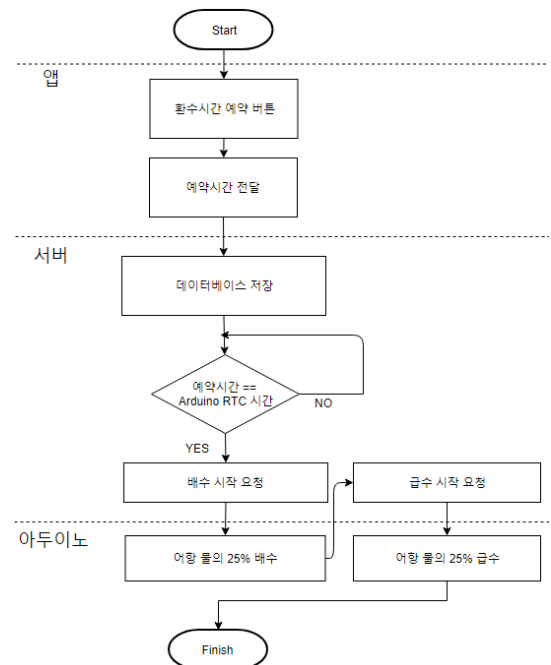 Start
앱
환수시간 예약 버튼
예약시간 전달
서버
데이터베이스 저장
예약시간 ==
Arduino RTC 시간
NO
YES
배수 시작 요청
급수 시작 요청
아두이노
어항 물의 25% 배수
어항 물의 25% 급수
Finish